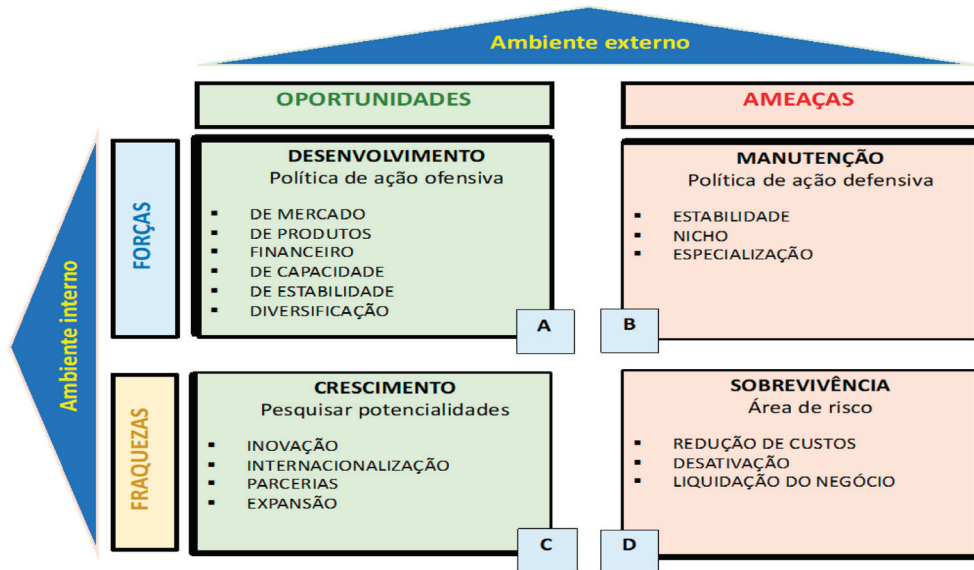 Ambiente externo
OPORTUNIDADES
AMEAÇAS
Ambiente interno
FORÇAS
DESENVOLVIMENTO
Política de ação ofensiva
▪ DE MERCADO
▪ DE PRODUTOS
▪ FINANCEIRO
▪ DE CAPACIDADE
▪ DE ESTABILIDADE
▪ DIVERSIFICAÇÃO
A
MANUTENÇÃO
Política de ação defensiva
▪ ESTABILIDADE
▪ NICHO
▪ ESPECIALIZAÇÃO
B
FRAQUEZAS
CRESCIMENTO
Pesquisar potencialidades
▪ INOVAÇÃO
▪ INTERNACIONALIZAÇÃO
▪ PARCERIAS
▪ EXPANSÃO
C
SOBREVIVÊNCIA
Área de risco
▪ REDUÇÃO DE CUSTOS
▪ DESATIVAÇÃO
▪ LIQUIDAÇÃO DO NEGÓCIO
D